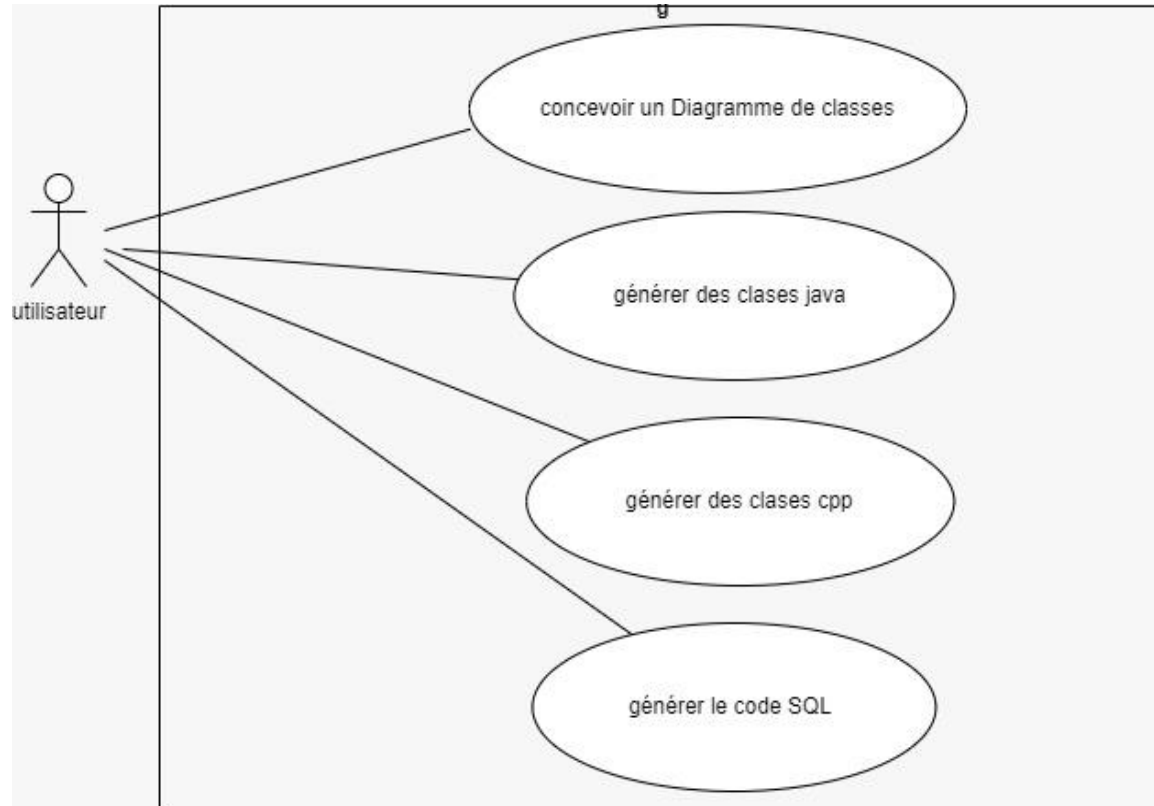 g
concevoir un Diagramme de classes
utilisateur
générer des clases java
générer des clases cpp
générer le code SQL